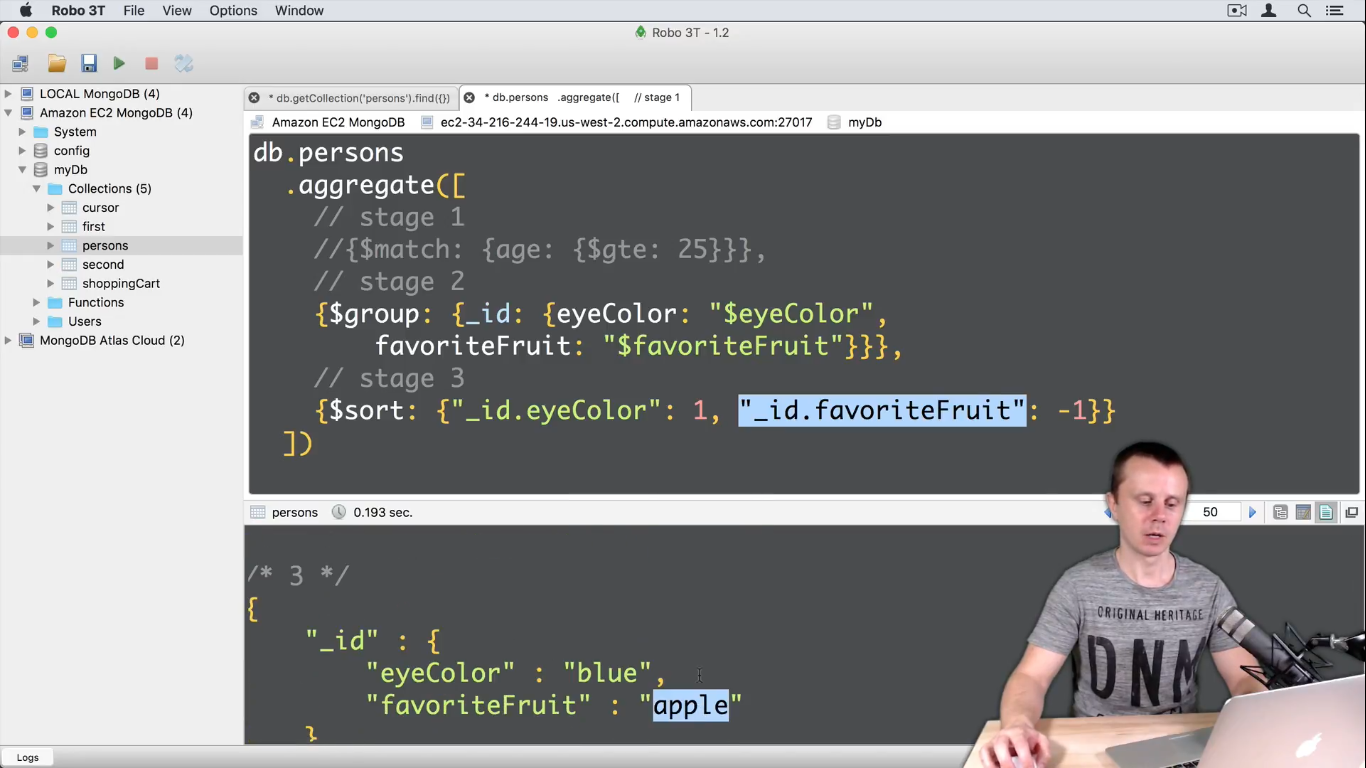 Robo 3T File View Options Window
Robo 3T - 1.2
LOCAL MongoDB (4)
Amazon EC2 MongoDB (4)
System
config
myDb
Collections (5)
cursor
first
persons
second
shoppingCart
Functions
Users
MongoDB Atlas Cloud (2)
* db.getCollection('persons').find({}) * db.persons .aggregate([ // stage 1
Amazon EC2 MongoDB ec2-34-216-244-19.us-west-2.compute.amazonaws.com:27017 myDb
db.persons
.aggregate([
// stage 1
//{$match: {age: {$gte: 25}}},
// stage 2
{$group: {_id: {eyeColor: "$eyeColor",
favoriteFruit: "$favoriteFruit"}}},
// stage 3
{$sort: {"_id.eyeColor": 1, "_id.favoriteFruit": -1}}
])
persons 0.193 sec. 50
/* 3 */
{
"_id" : {
"eyeColor" : "blue",
"favoriteFruit" : "apple"
}
ORIGINAL HERITAGE
DNM
Logs